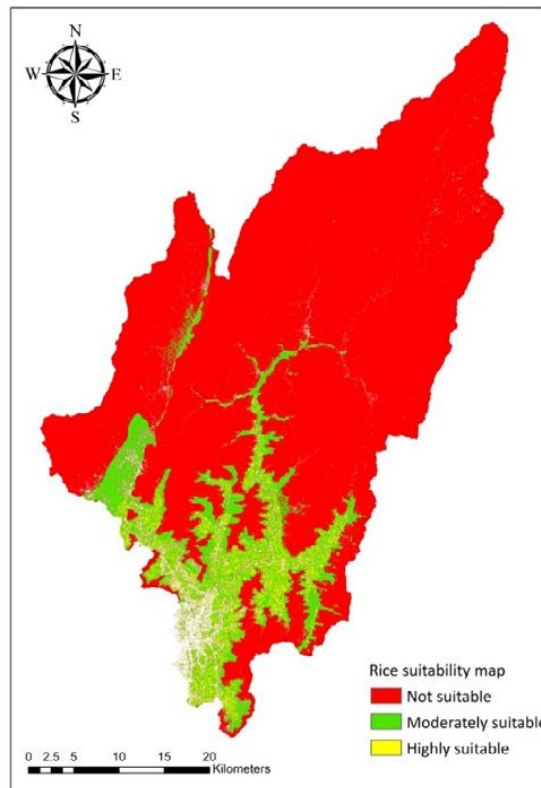 N
W E
S
Rice suitability map
Not suitable
Moderately suitable
Highly suitable
0 2.5 5 10 15 20
Kilometers